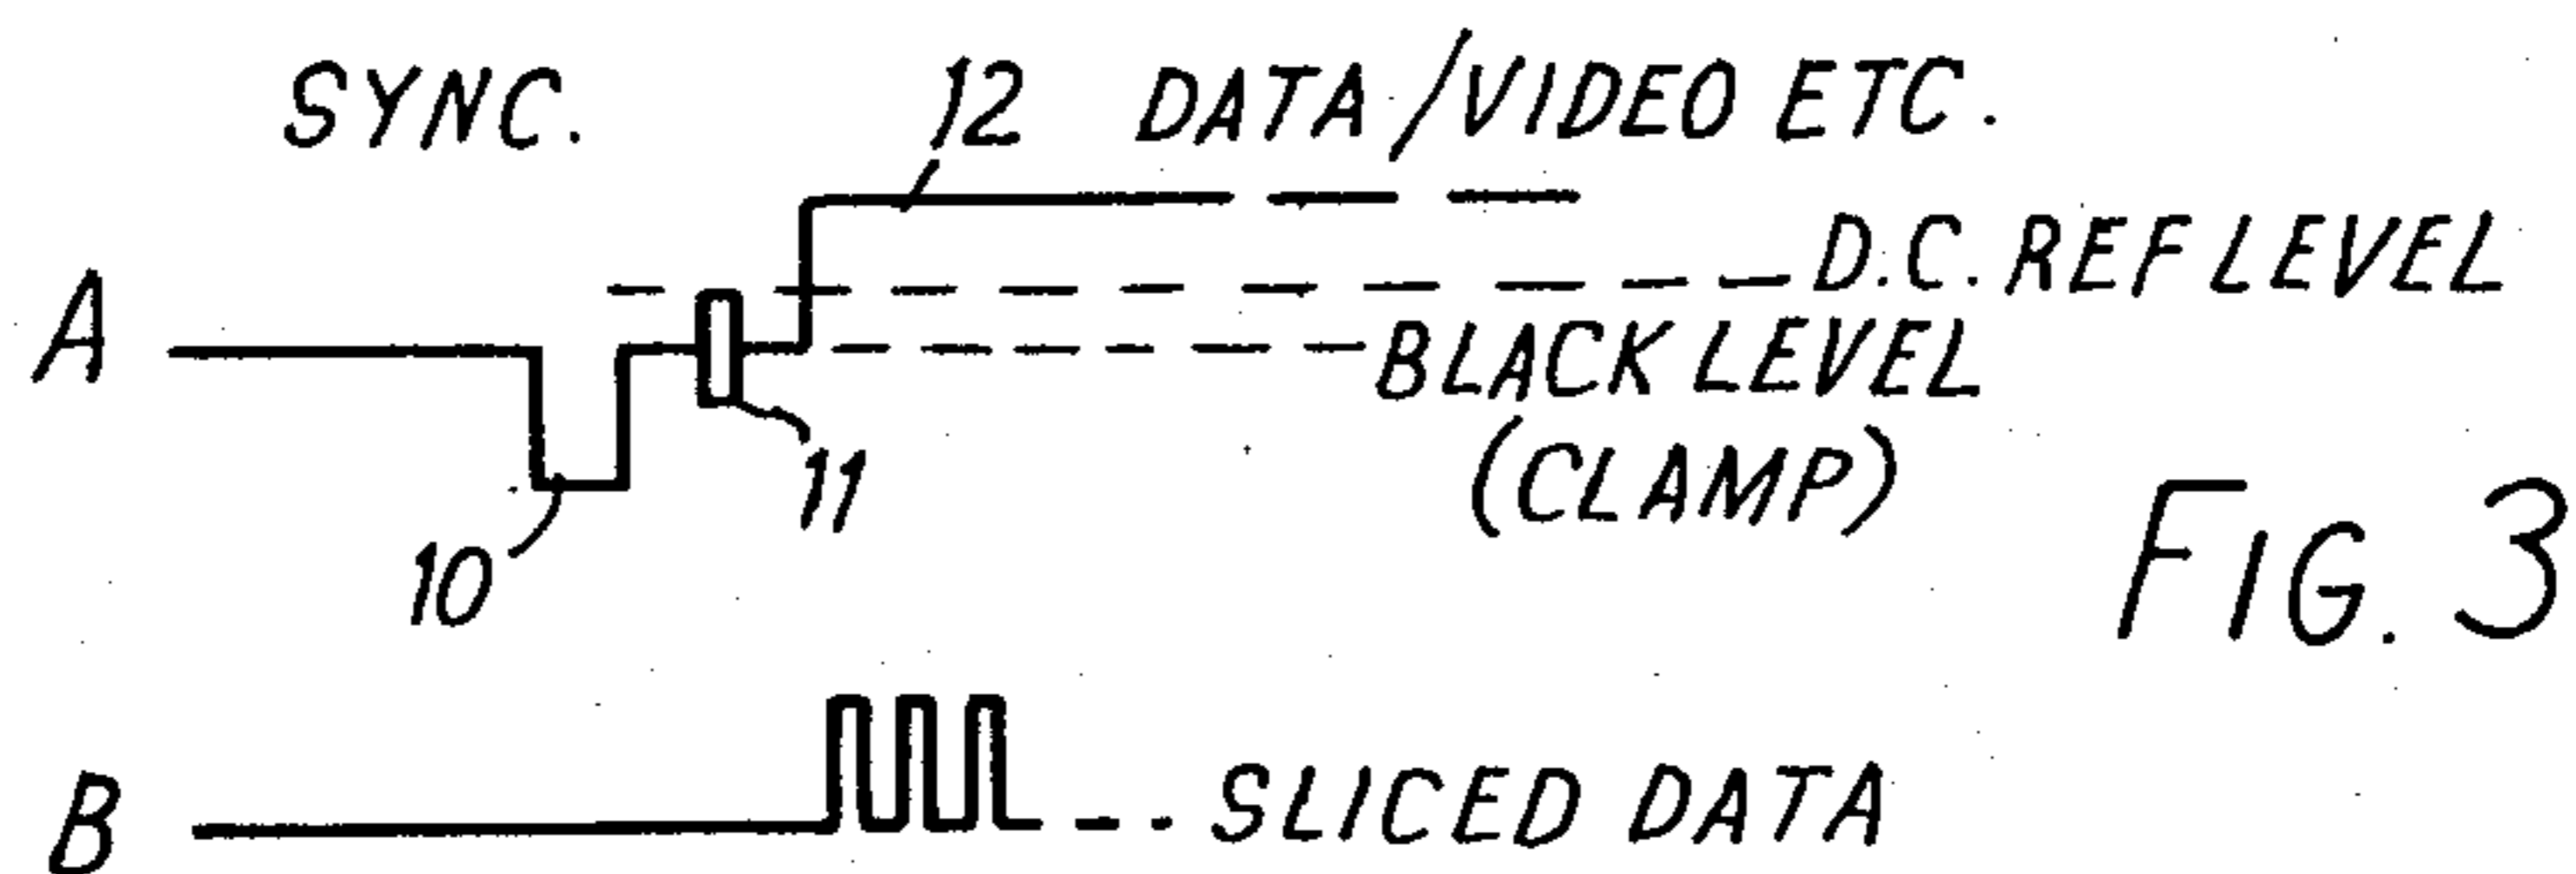 SYNC.
12 DATA/VIDEO ETC.
D.C. REF LEVEL
A
BLACK LEVEL
(CLAMP)
11
10
FIG. 3
B
SLICED DATA